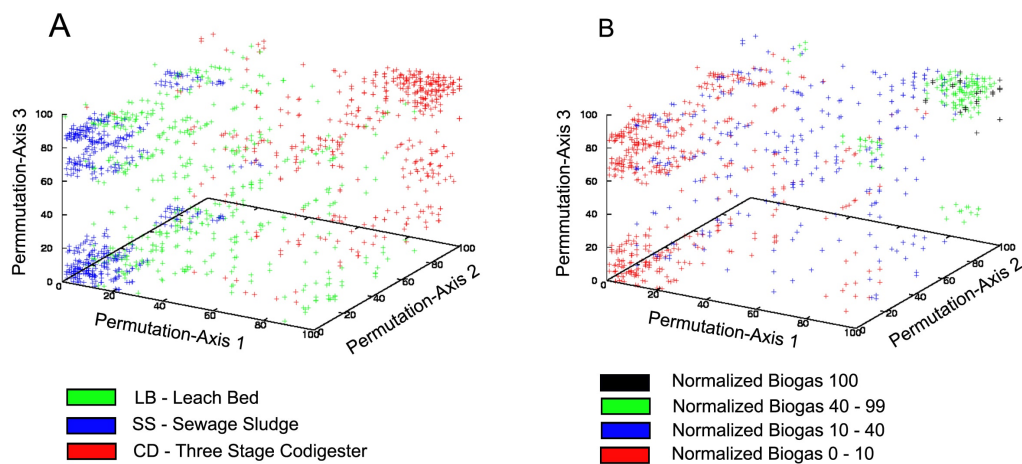 A
B
Permmutation-Axis 3
100
80
60
40
20
0
0
20
40
60
80
100
Permutation-Axis 1
0
20
40
60
80
100
Permutation-Axis 2
Permutation-Axis 3
100
80
60
40
20
0
0
20
40
60
80
100
Permutation-Axis 1
0
20
40
60
80
100
Permutation-Axis 2
LB - Leach Bed
SS - Sewage Sludge
CD - Three Stage Codigester
Normalized Biogas 100
Normalized Biogas 40 - 99
Normalized Biogas 10 - 40
Normalized Biogas 0 - 10